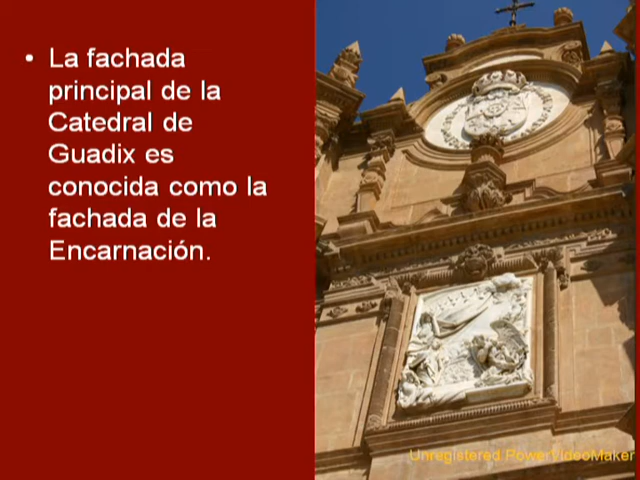 • La fachada
principal de la
Catedral de
Guadix es
conocida como la
fachada de la
Encarnación.
Unregistered PowerVideoMaker